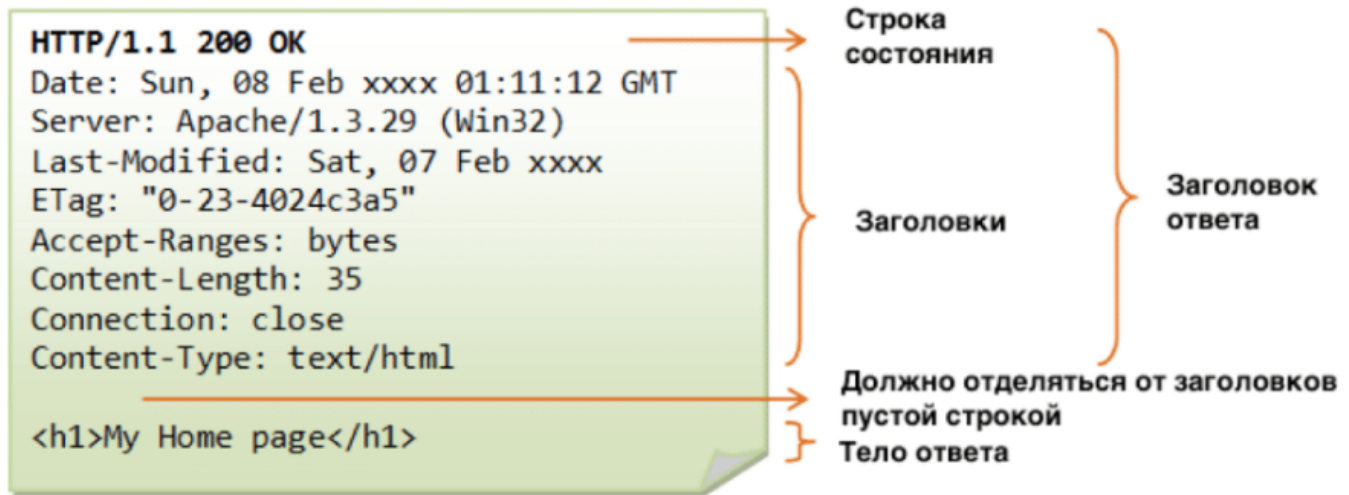 HTTP/1.1 200 OK
Date: Sun, 08 Feb xxxx 01:11:12 GMT
Server: Apache/1.3.29 (Win32)
Last-Modified: Sat, 07 Feb xxxx
ETag: "0-23-4024c3a5"
Accept-Ranges: bytes
Content-Length: 35
Connection: close
Content-Type: text/html
<h1>My Home page</h1>
Строка
состояния
Заголовки
Заголовок
ответа
Должно отделяться от заголовков
пустой строкой
Тело ответа